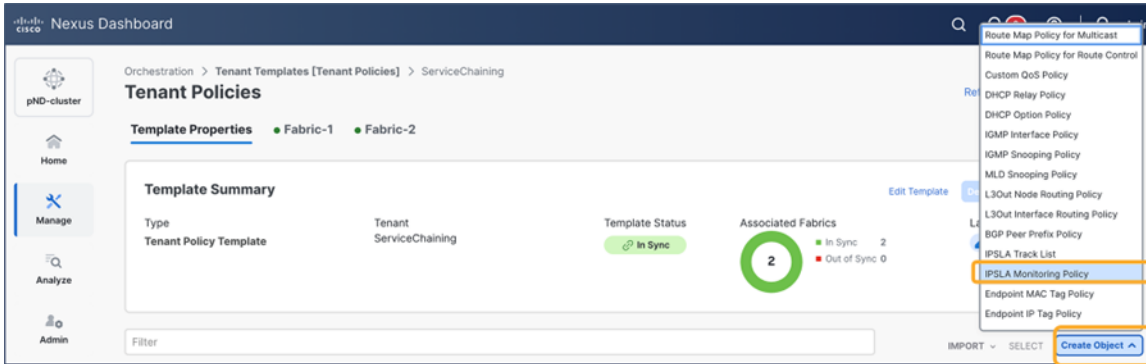 cisco Nexus Dashboard
pND-cluster
Home
Manage
Analyze
Admin
Orchestration > Tenant Templates [Tenant Policies] > ServiceChaining
Tenant Policies
Template Properties Fabric-1 Fabric-2
Template Summary
Edit Template
Type
Tenant Policy Template
Tenant
ServiceChaining
Template Status
In Sync
Associated Fabrics
2
In Sync 2
Out of Sync 0
Filter
IMPORT SELECT Create Object
Route Map Policy for Multicast
Route Map Policy for Route Control
Custom QoS Policy
DHCP Relay Policy
DHCP Option Policy
IGMP Interface Policy
IGMP Snooping Policy
MLD Snooping Policy
L3Out Node Routing Policy
L3Out Interface Routing Policy
BGP Peer Prefix Policy
IPSLA Track List
IPSLA Monitoring Policy
Endpoint MAC Tag Policy
Endpoint IP Tag Policy